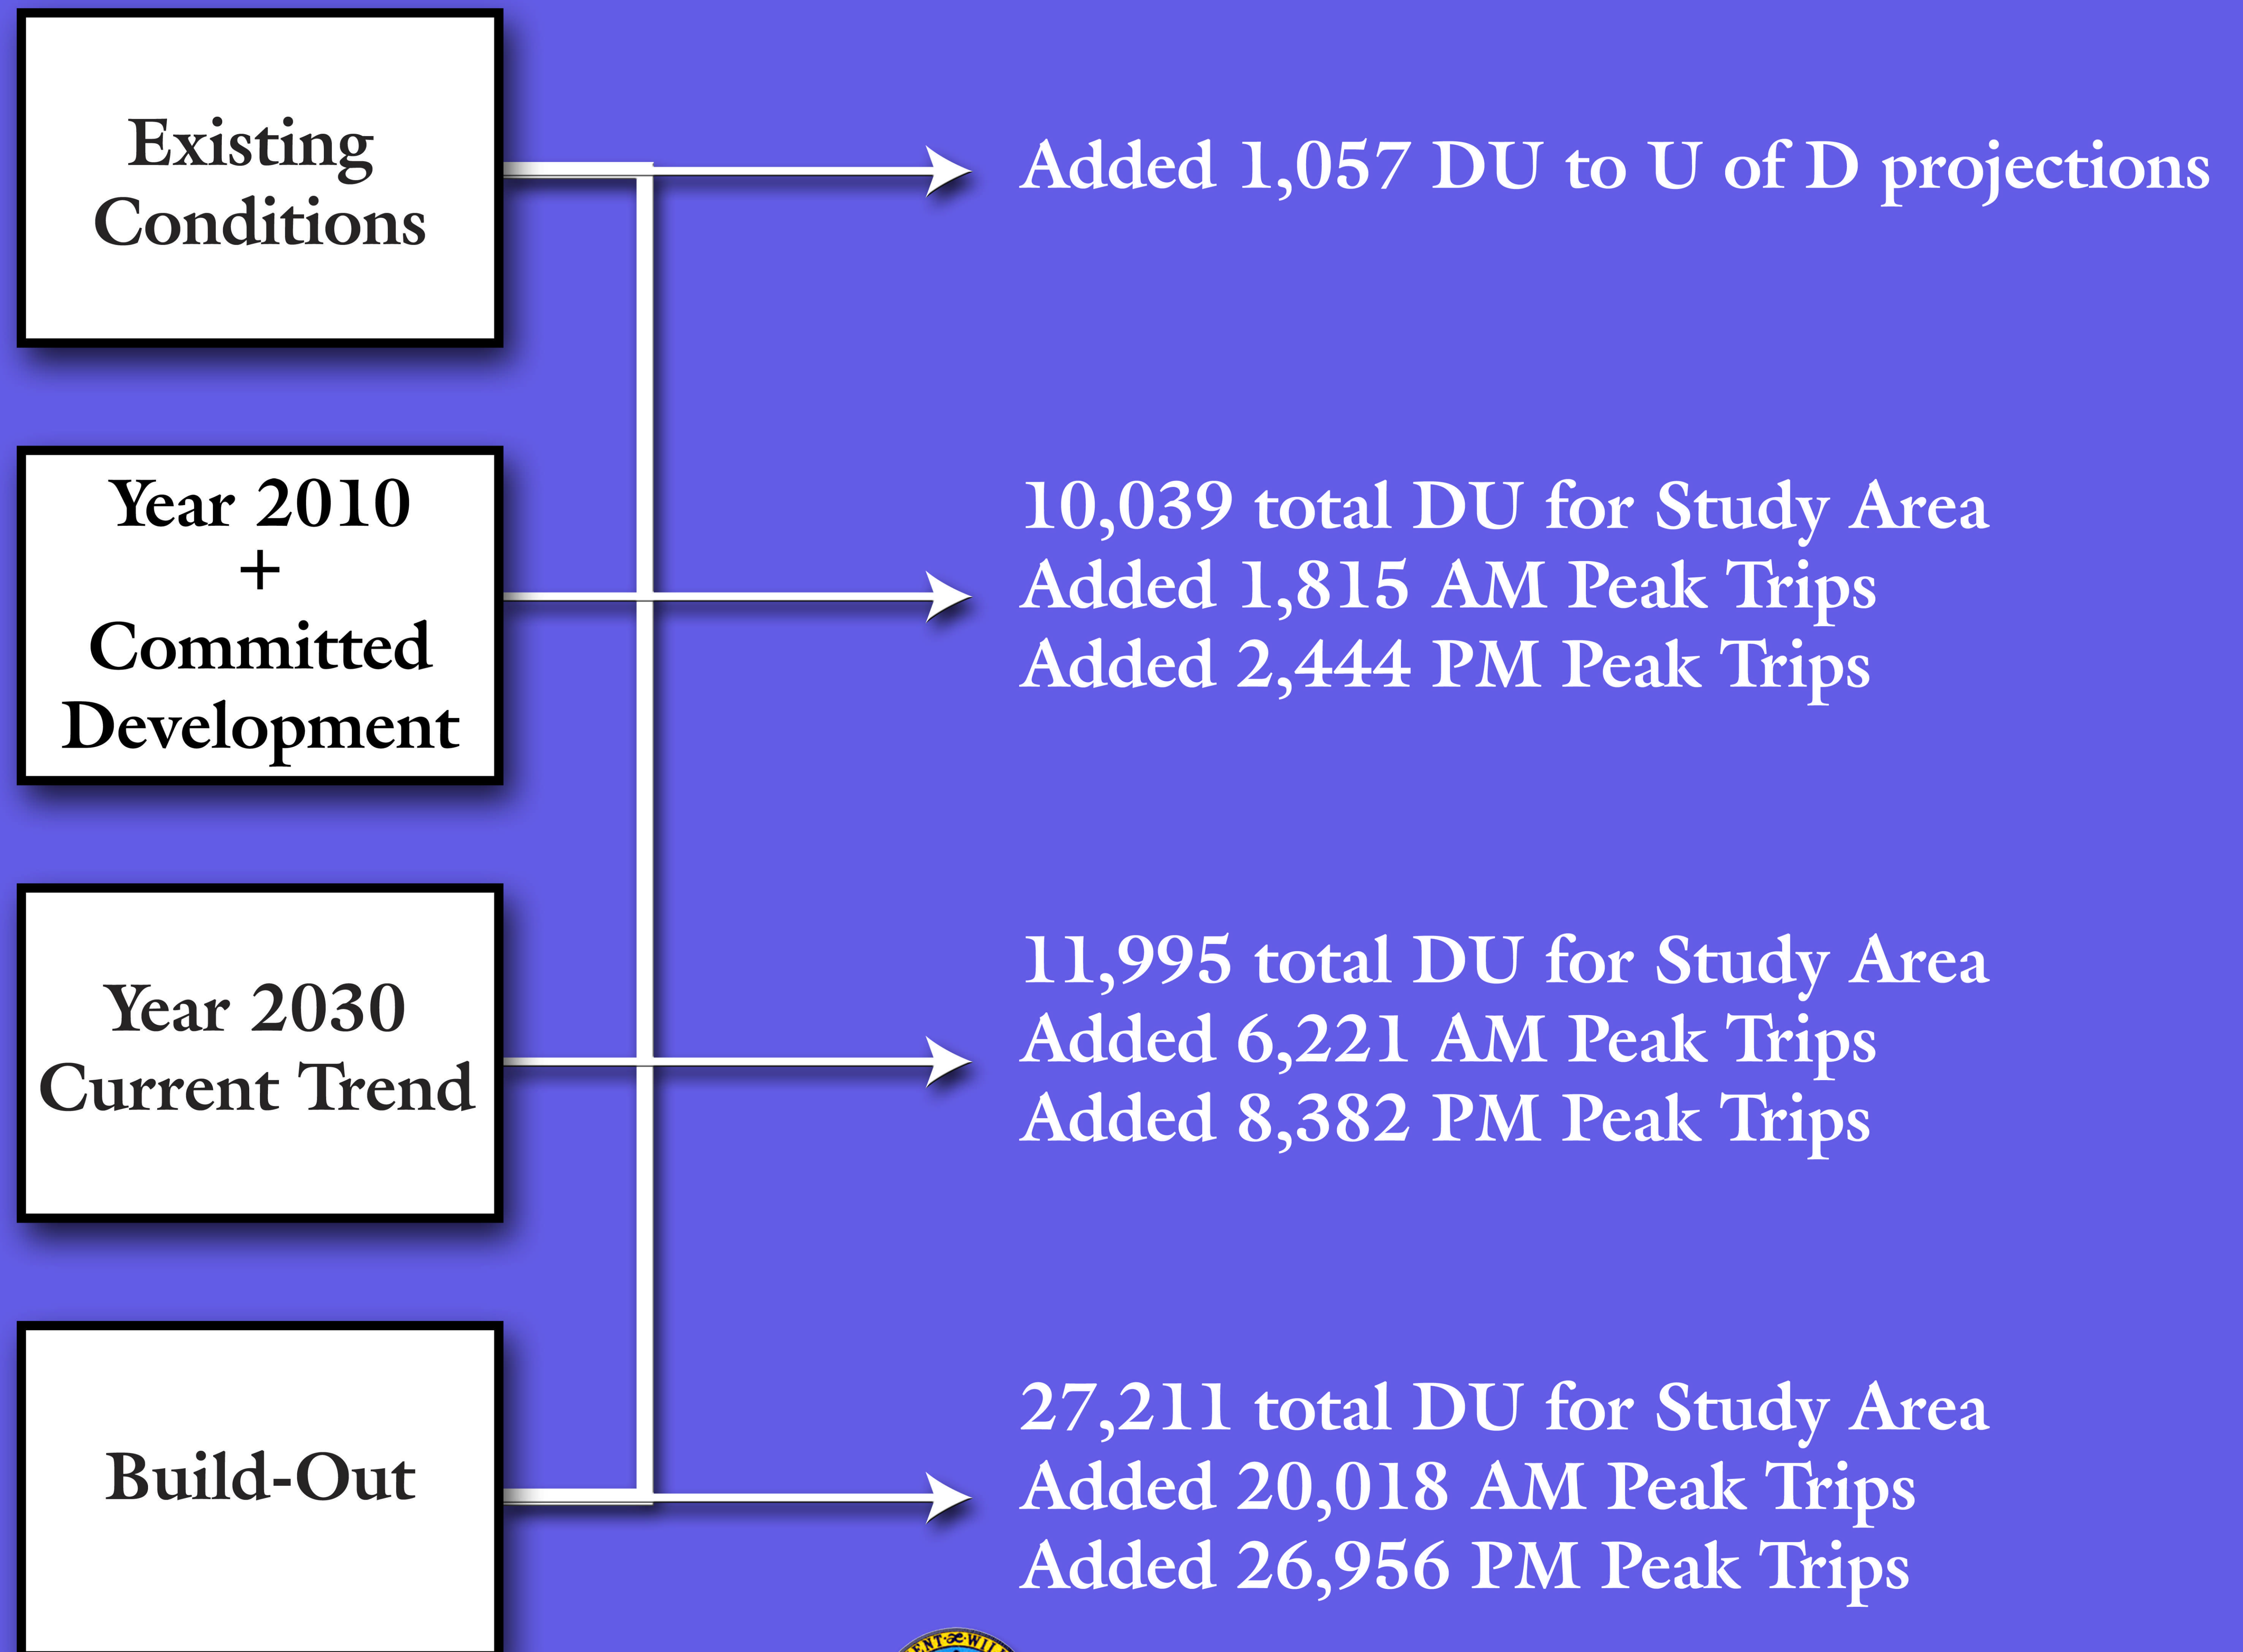 Existing
Conditions
Added 1,057 DU to U of D projections
Year 2010
+
Committed
Development
10,039 total DU for Study Area
Added 1,815 AM Peak Trips
Added 2,444 PM Peak Trips
Year 2030
Current Trend
11,995 total DU for Study Area
Added 6,221 AM Peak Trips
Added 8,382 PM Peak Trips
Build-Out
27,211 total DU for Study Area
Added 20,018 AM Peak Trips
Added 26,956 PM Peak Trips